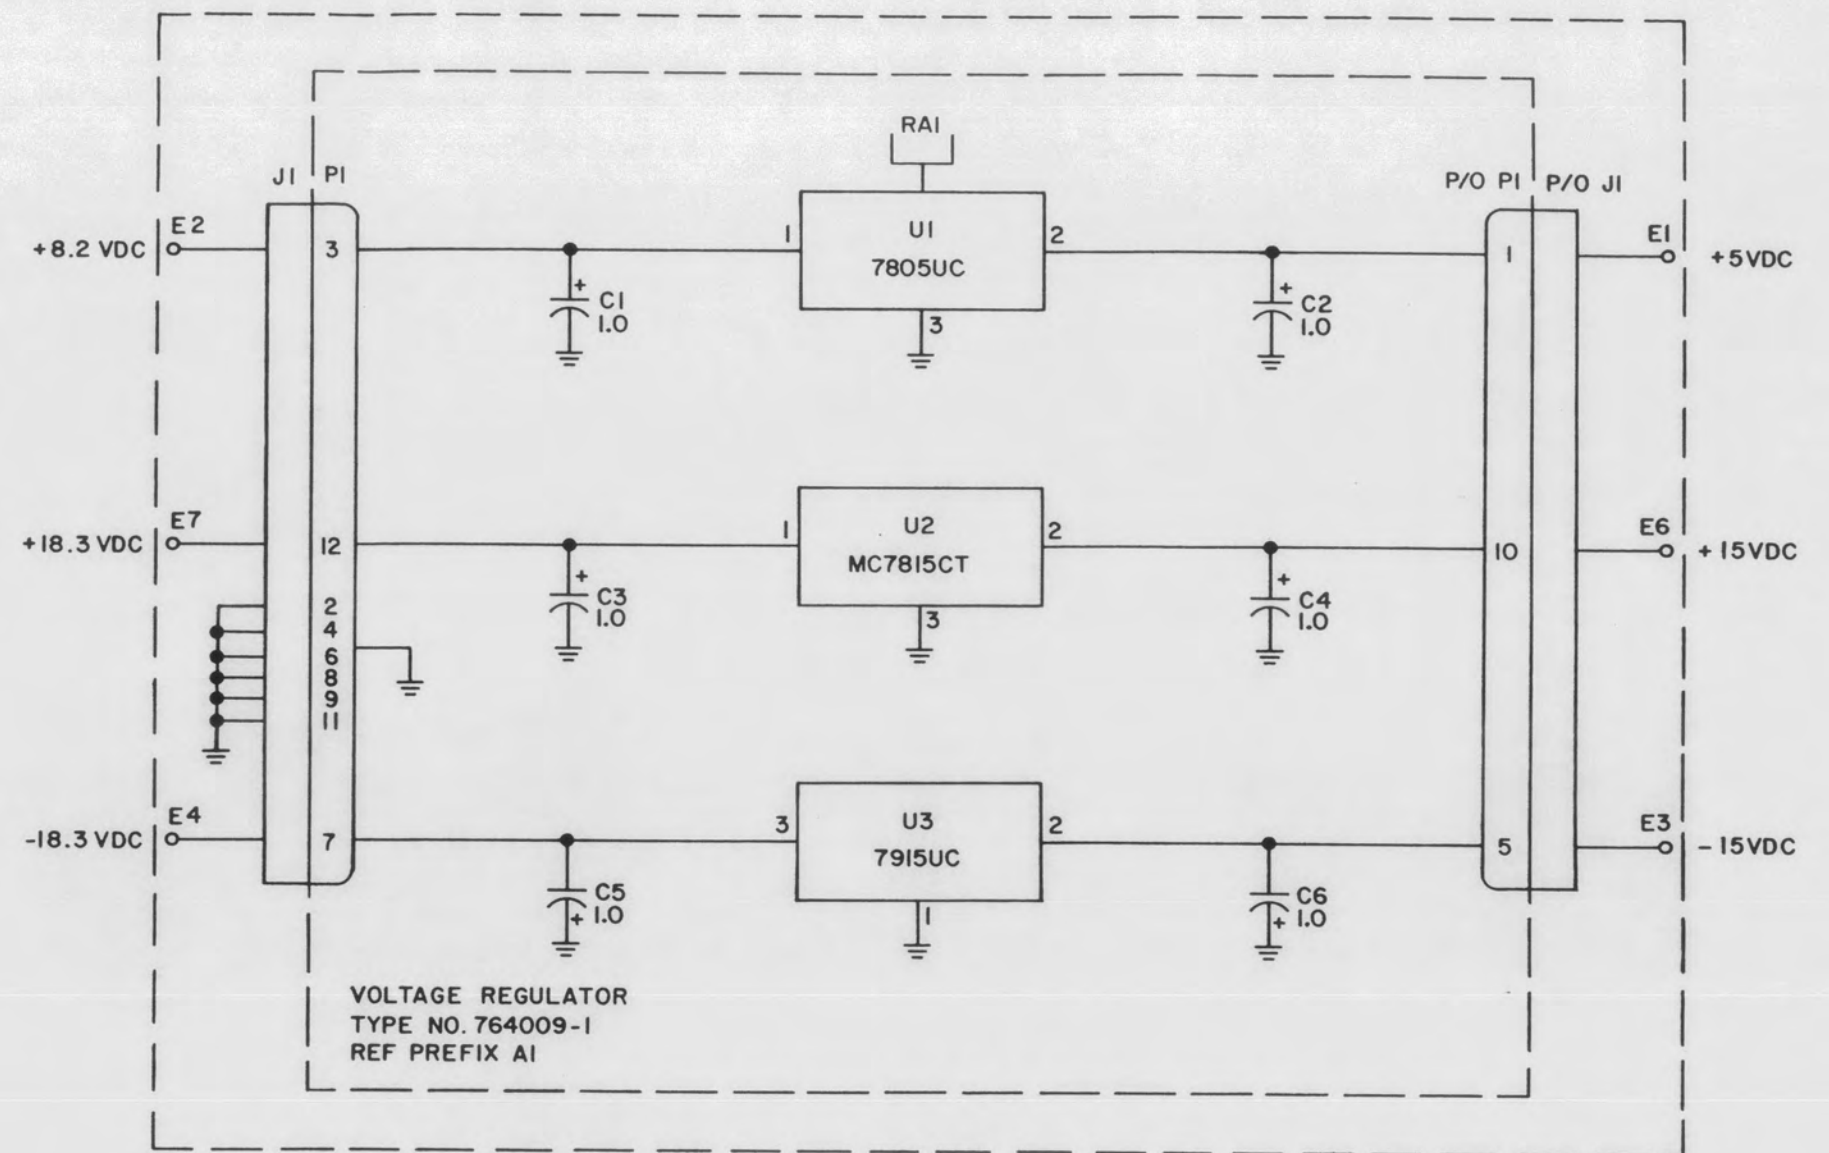 RA1
J1 P1
P/O P1 P/O J1
E2
+8.2 VDC
3
1
U1
7805UC
2
3
+
C1
1.0
+
C2
1.0
1
E1
+5VDC
E7
+18.3 VDC
12
1
U2
MC7815CT
2
3
+
C3
1.0
+
C4
1.0
10
E6
+15VDC
2
4
6
8
9
11
E4
-18.3 VDC
7
3
U3
7915UC
2
1
C5
+ 1.0
C6
+ 1.0
5
E3
-15VDC
VOLTAGE REGULATOR
TYPE NO. 764009-1
REF PREFIX A1